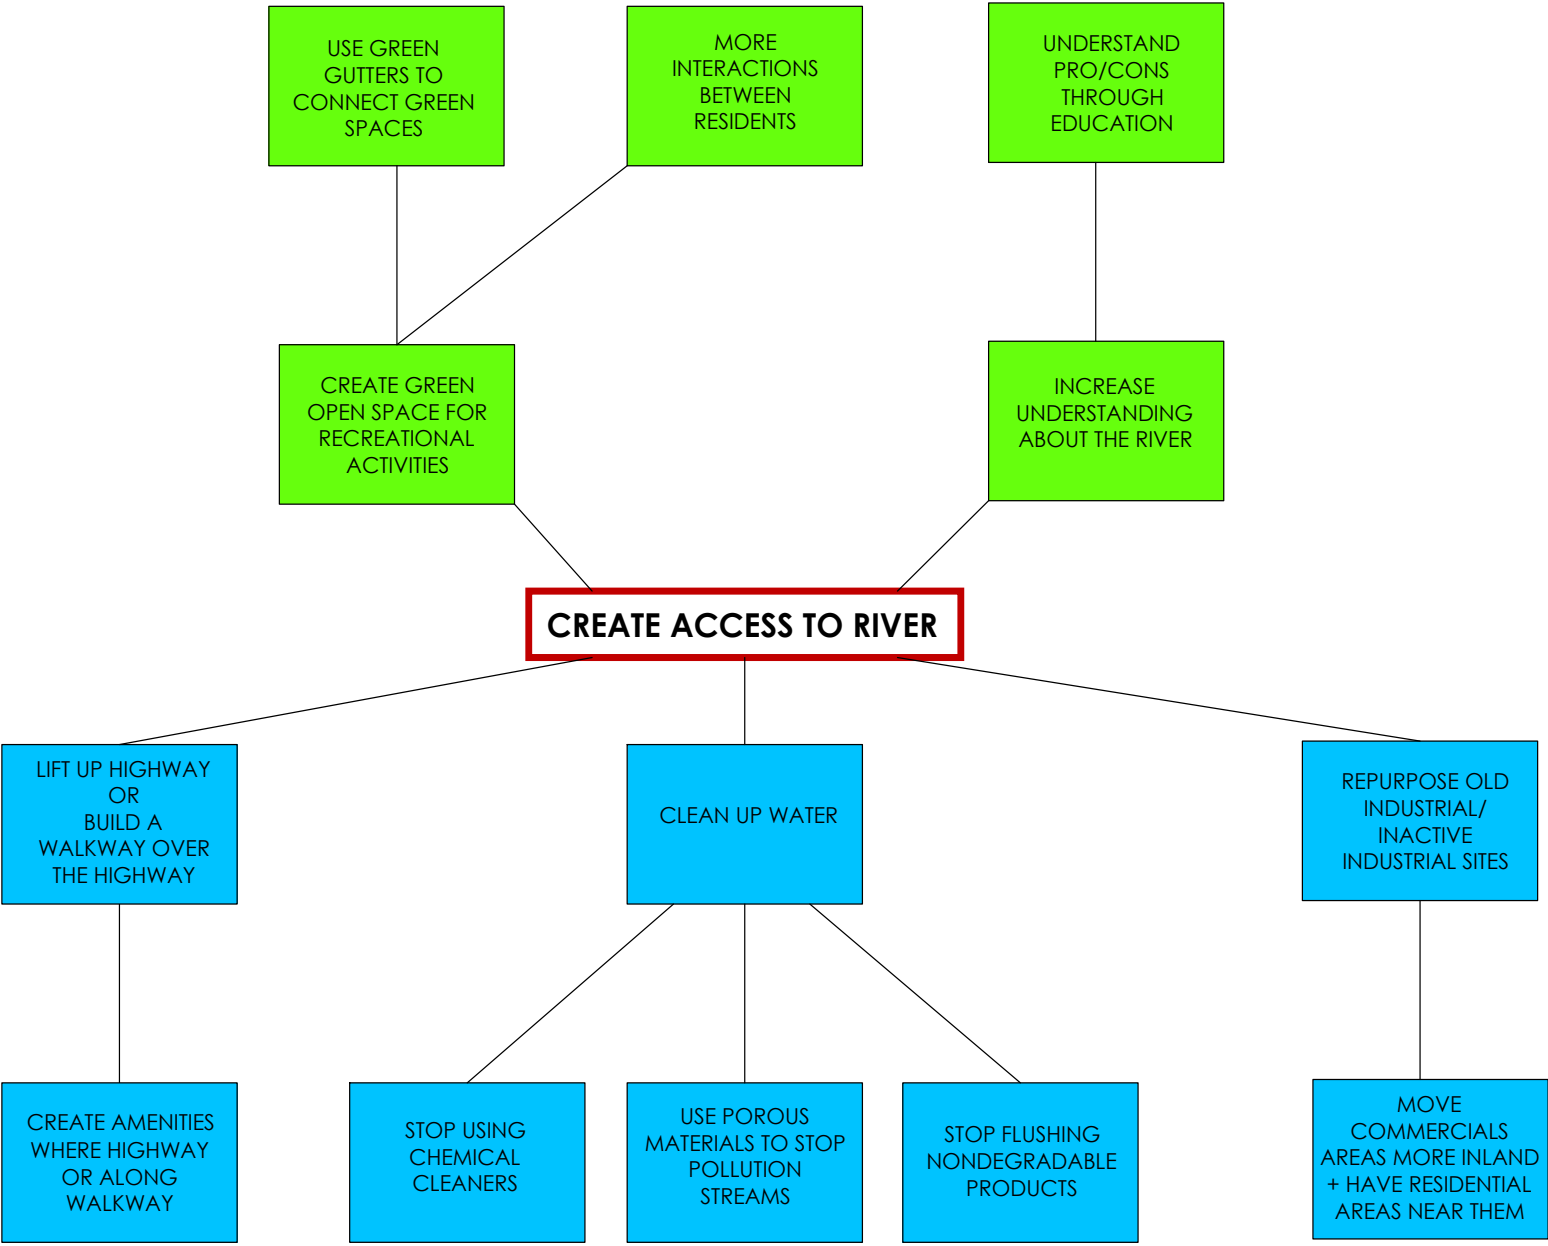 USE GREEN
GUTTERS TO
CONNECT GREEN
SPACES
MORE
INTERACTIONS
BETWEEN
RESIDENTS
UNDERSTAND
PRO/CONS
THROUGH
EDUCATION
CREATE GREEN
OPEN SPACE FOR
RECREATIONAL
ACTIVITIES
INCREASE
UNDERSTANDING
ABOUT THE RIVER
CREATE ACCESS TO RIVER
LIFT UP HIGHWAY
OR
BUILD A
WALKWAY OVER
THE HIGHWAY
CLEAN UP WATER
REPURPOSE OLD
INDUSTRIAL/
INACTIVE
INDUSTRIAL SITES
CREATE AMENITIES
WHERE HIGHWAY
OR ALONG
WALKWAY
STOP USING
CHEMICAL
CLEANERS
USE POROUS
MATERIALS TO STOP
POLLUTION
STREAMS
STOP FLUSHING
NONDEGRADABLE
PRODUCTS
MOVE
COMMERCIALS
AREAS MORE INLAND
+ HAVE RESIDENTIAL
AREAS NEAR THEM